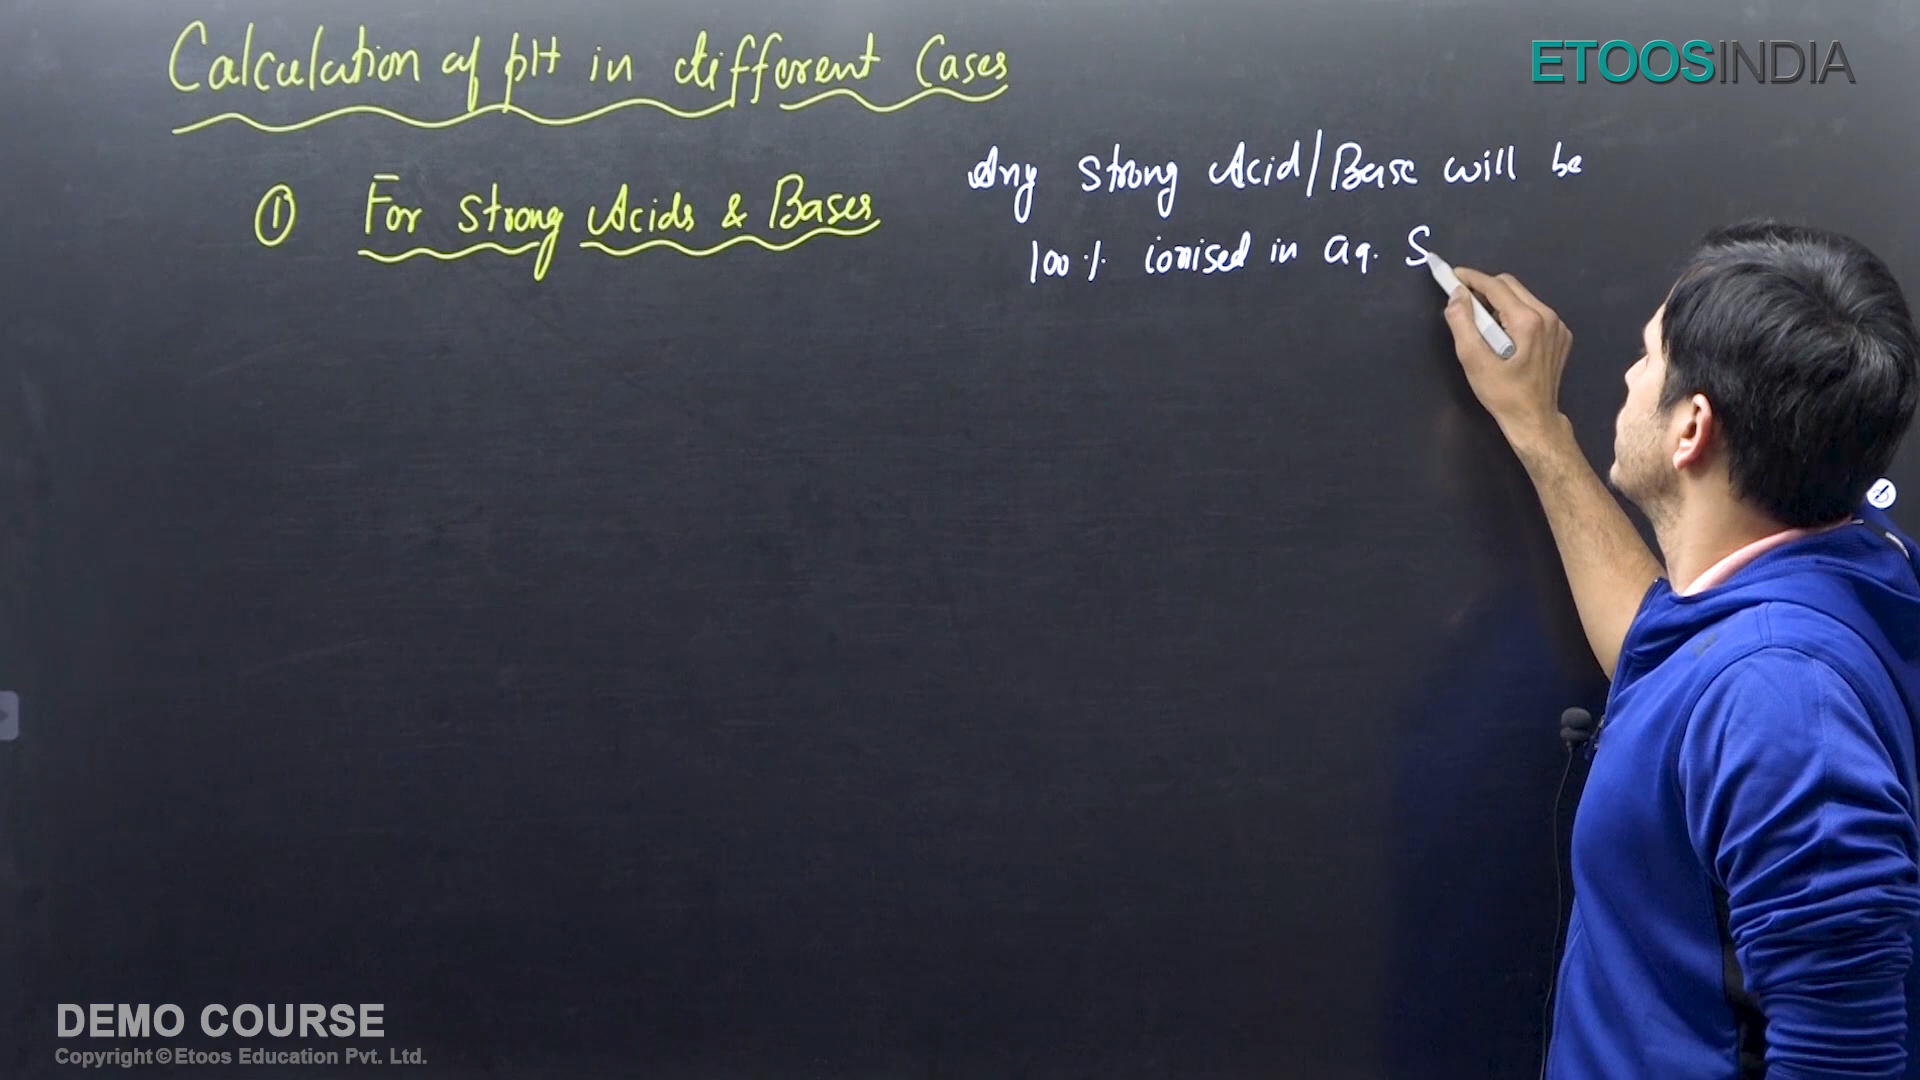 Calculation of pH in different Cases
ETOOSINDIA
Any Strong Acid/Base will be
① For Strong Acids & Bases
100% ionised in aq. S
DEMO COURSE
Copyright©Etoos Education Pvt. Ltd.